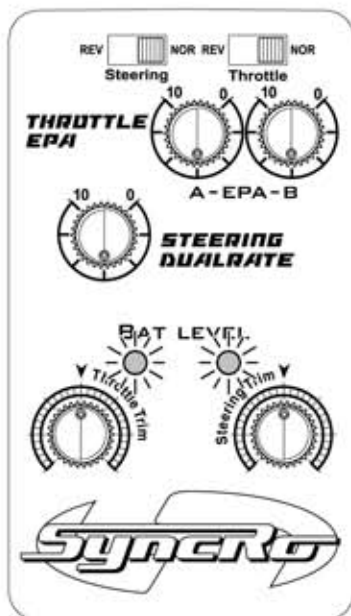 REV NOR REV NOR
Steering Throttle
THROTTLE 10 0 10 0
EPA
A-EPA-B
10 0
STEERING
DUALRATE
BAT LEVEL
Throttle Trim Steering Trim
SyncRo